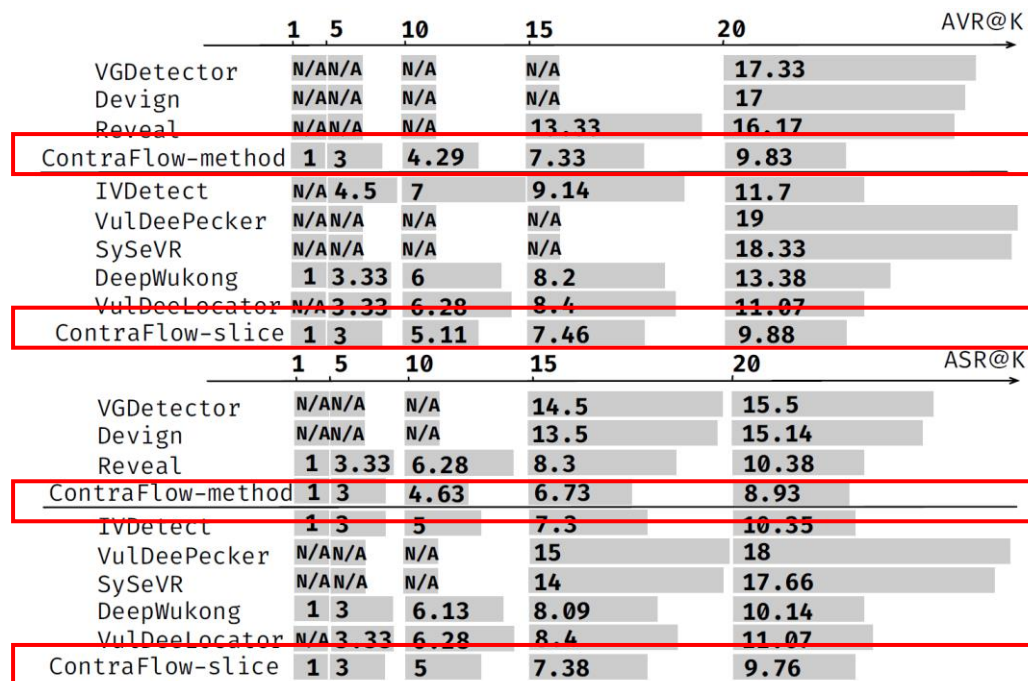 1 5 10 15 20 AVR@K
VGDetector N/A N/A N/A N/A 17.33
Devign N/A N/A N/A N/A 17
Reveal N/A N/A N/A 13.33 16.17
ContraFlow-method 1 3 4.29 7.33 9.83
IVDetect N/A 4.5 7 9.14 11.7
VulDeePecker N/A N/A N/A N/A 19
SySeVR N/A N/A N/A N/A 18.33
DeepWukong 1 3.33 6 8.2 13.38
VulDeeLocator N/A 3.33 6.28 8.4 11.07
ContraFlow-slice 1 3 5.11 7.46 9.88
1 5 10 15 20 ASR@K
VGDetector N/A N/A N/A 14.5 15.5
Devign N/A N/A N/A 13.5 15.14
Reveal 1 3.33 6.28 8.3 10.38
ContraFlow-method 1 3 4.63 6.73 8.93
IVDetect 1 3 5 7.3 10.35
VulDeePecker N/A N/A N/A 15 18
SySeVR N/A N/A N/A 14 17.66
DeepWukong 1 3 6.13 8.09 10.14
VulDeeLocator N/A 3.33 6.28 8.4 11.07
ContraFlow-slice 1 3 5 7.38 9.76